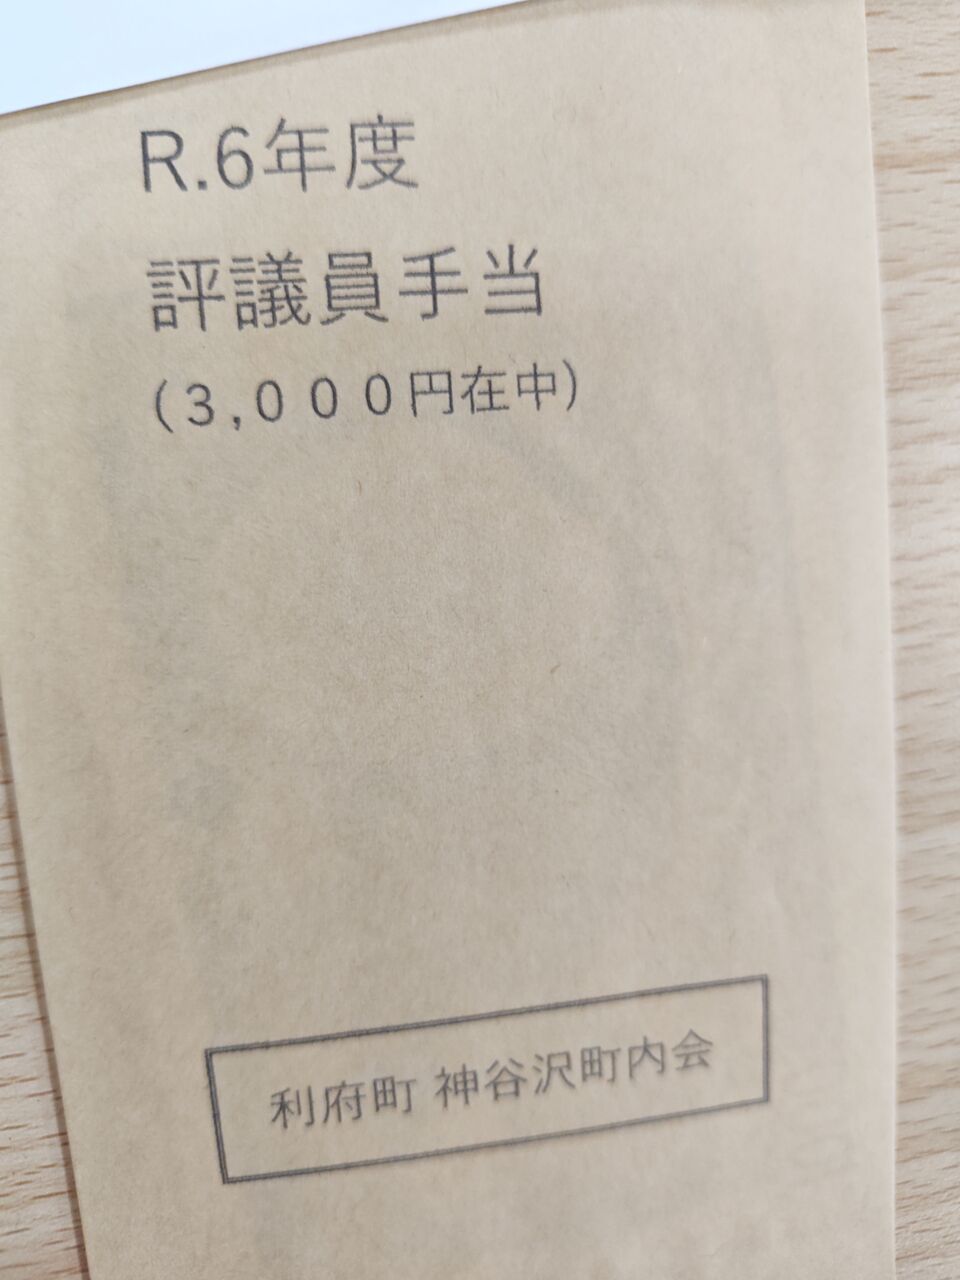 R.6年度
評議員手当
(3,000円在中)
利府町 神谷沢町内会